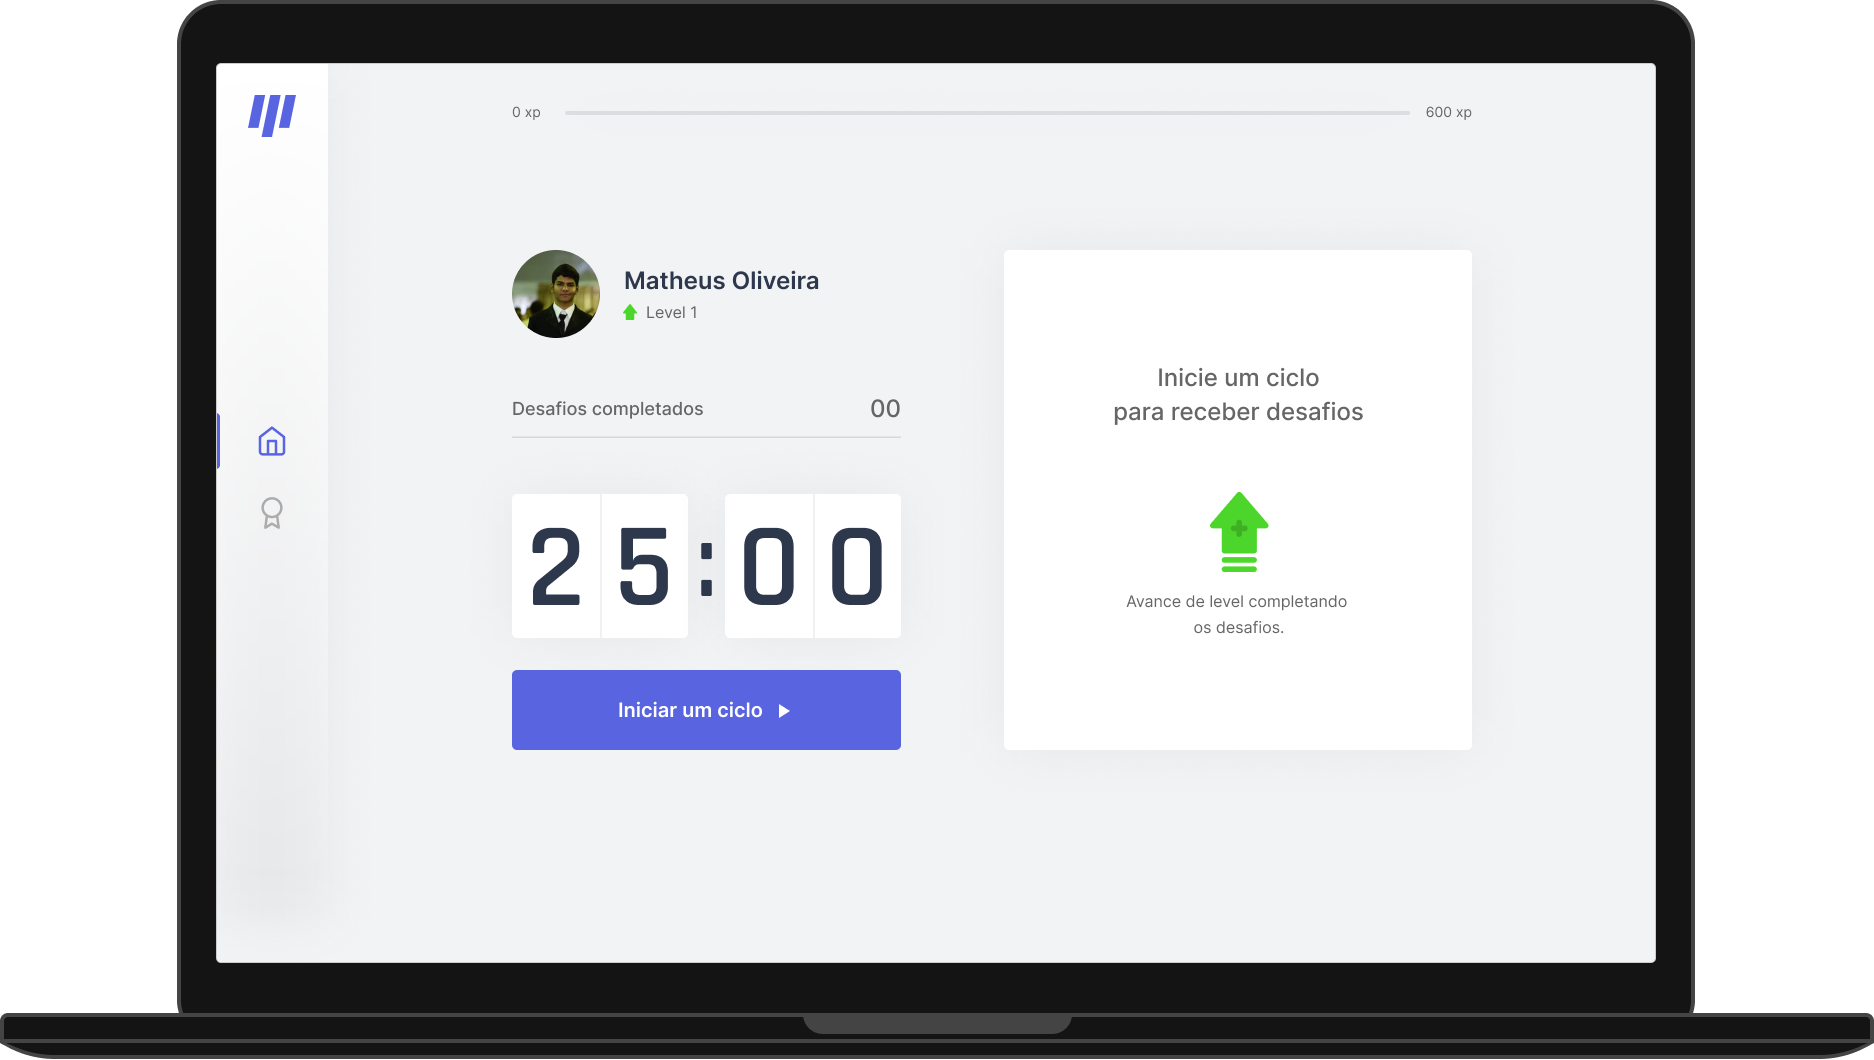 0 xp
600 xp
Matheus Oliveira
Level 1
Desafios completados 00
25:00
Iniciar um ciclo
Inicie um ciclo
para receber desafios
Avance de level completando
os desafios.